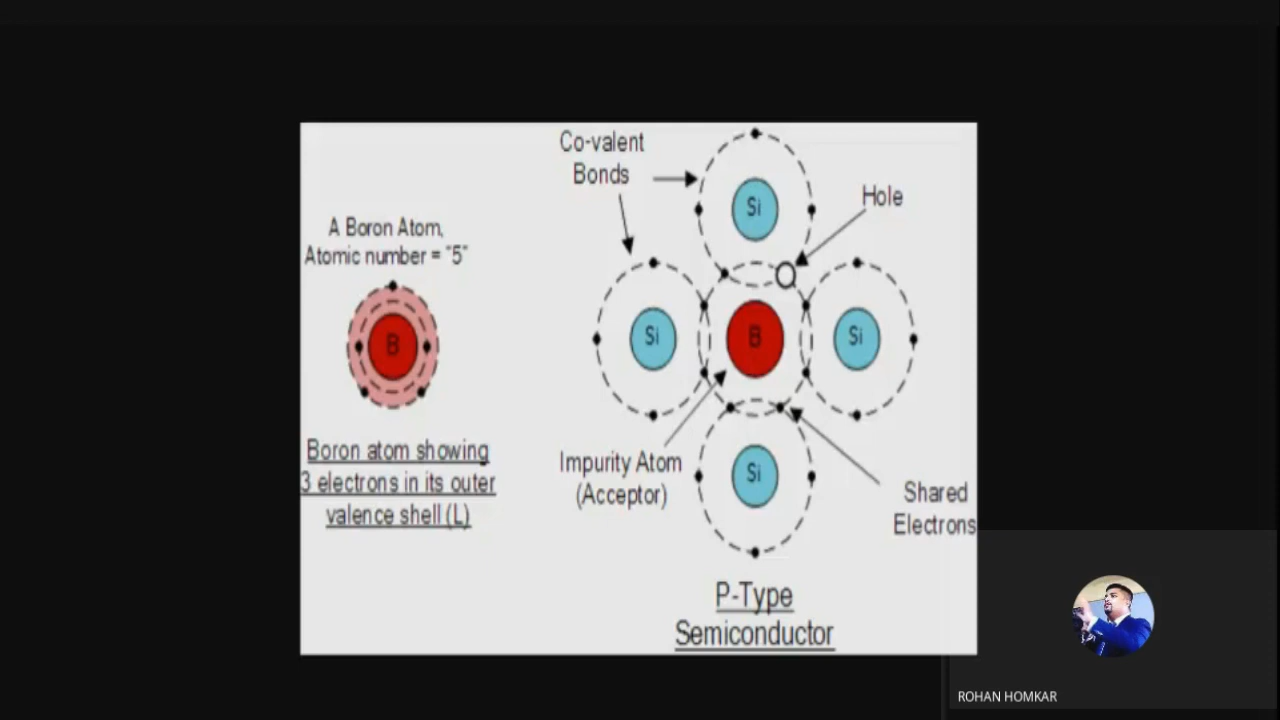 A Boron Atom,
Atomic number = "5"
B
Boron atom showing
3 electrons in its outer
valence shell (L)
Co-valent
Bonds
Hole
Si
Si
B
Si
Impurity Atom
(Acceptor)
Si
Shared
Electrons
P-Type
Semiconductor
ROHAN HOMKAR